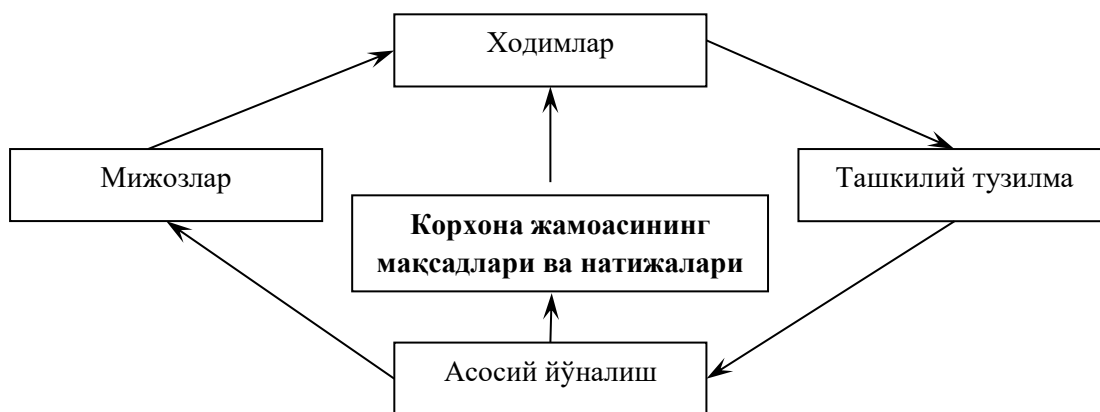 Ходимлар
Мижозлар
Ташкилий тузилма
Корхона жамоасининг
мақсадлари ва натижалари
Асосий йўналиш